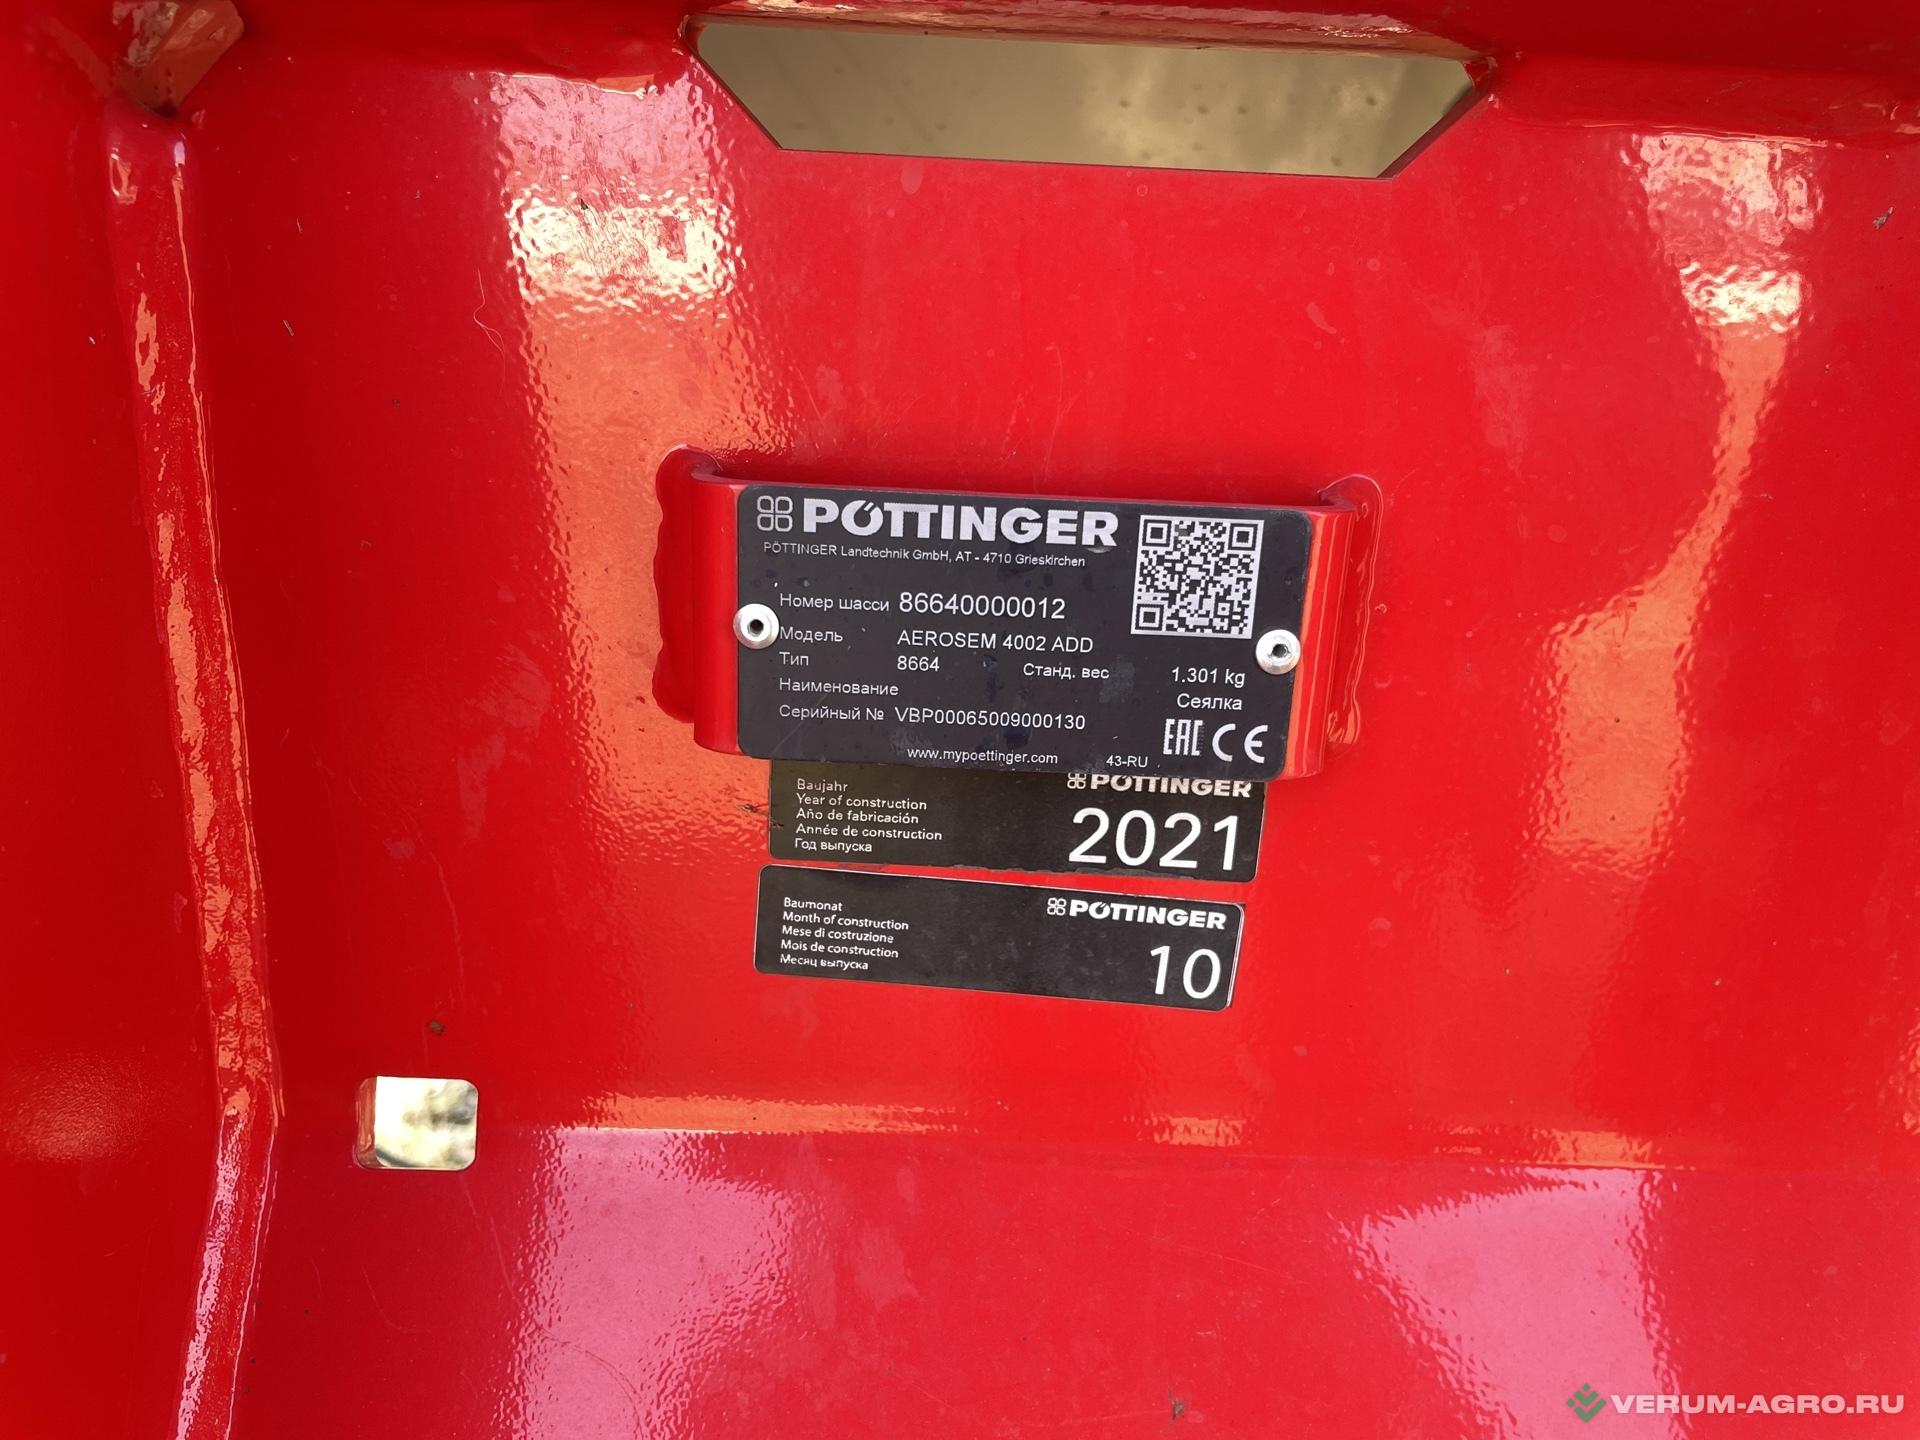 PÖTTINGER
PÖTTINGER Landtechnik GmbH, AT - 4710 Grieskirchen
Номер шасси 86640000012
Модель AEROSEM 4002 ADD
Тип 8664 Станд. вес 1.301 kg
Наименование Сеялка
Серийный № VBP00065009000130
EAC CE
www.mypoettinger.com 43-RU
PÖTTINGER
Baujahr
Year of construction
Año de fabricación
Année de construction
Год выпуска
2021
PÖTTINGER
Baumonat
Month of construction
Mese di costruzione
Mois de construction
Месяц выпуска
10
VERUM-AGRO.RU